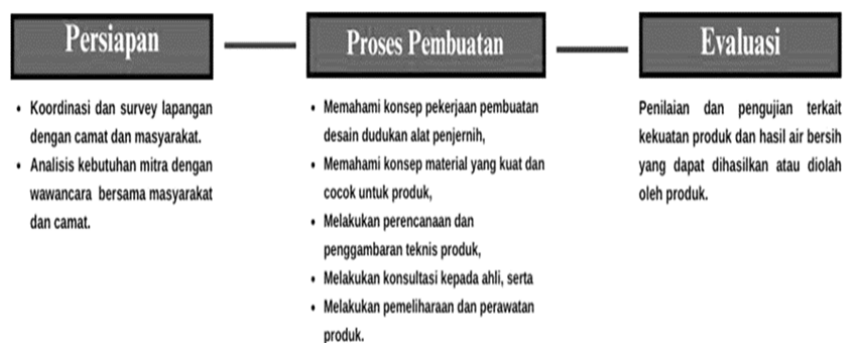 Persiapan
• Koordinasi dan survey lapangan
dengan camat dan masyarakat.
• Analisis kebutuhan mitra dengan
wawancara bersama masyarakat
dan camat.
Proses Pembuatan
• Memahami konsep pekerjaan pembuatan
desain dudukan alat penjernih,
• Memahami konsep material yang kuat dan
cocok untuk produk,
• Melakukan perencanaan dan
penggambaran teknis produk,
• Melakukan konsultasi kepada ahli, serta
• Melakukan pemeliharaan dan perawatan
produk.
Evaluasi
Penilaian dan pengujian terkait
kekuatan produk dan hasil air bersih
yang dapat dihasilkan atau diolah
oleh produk.